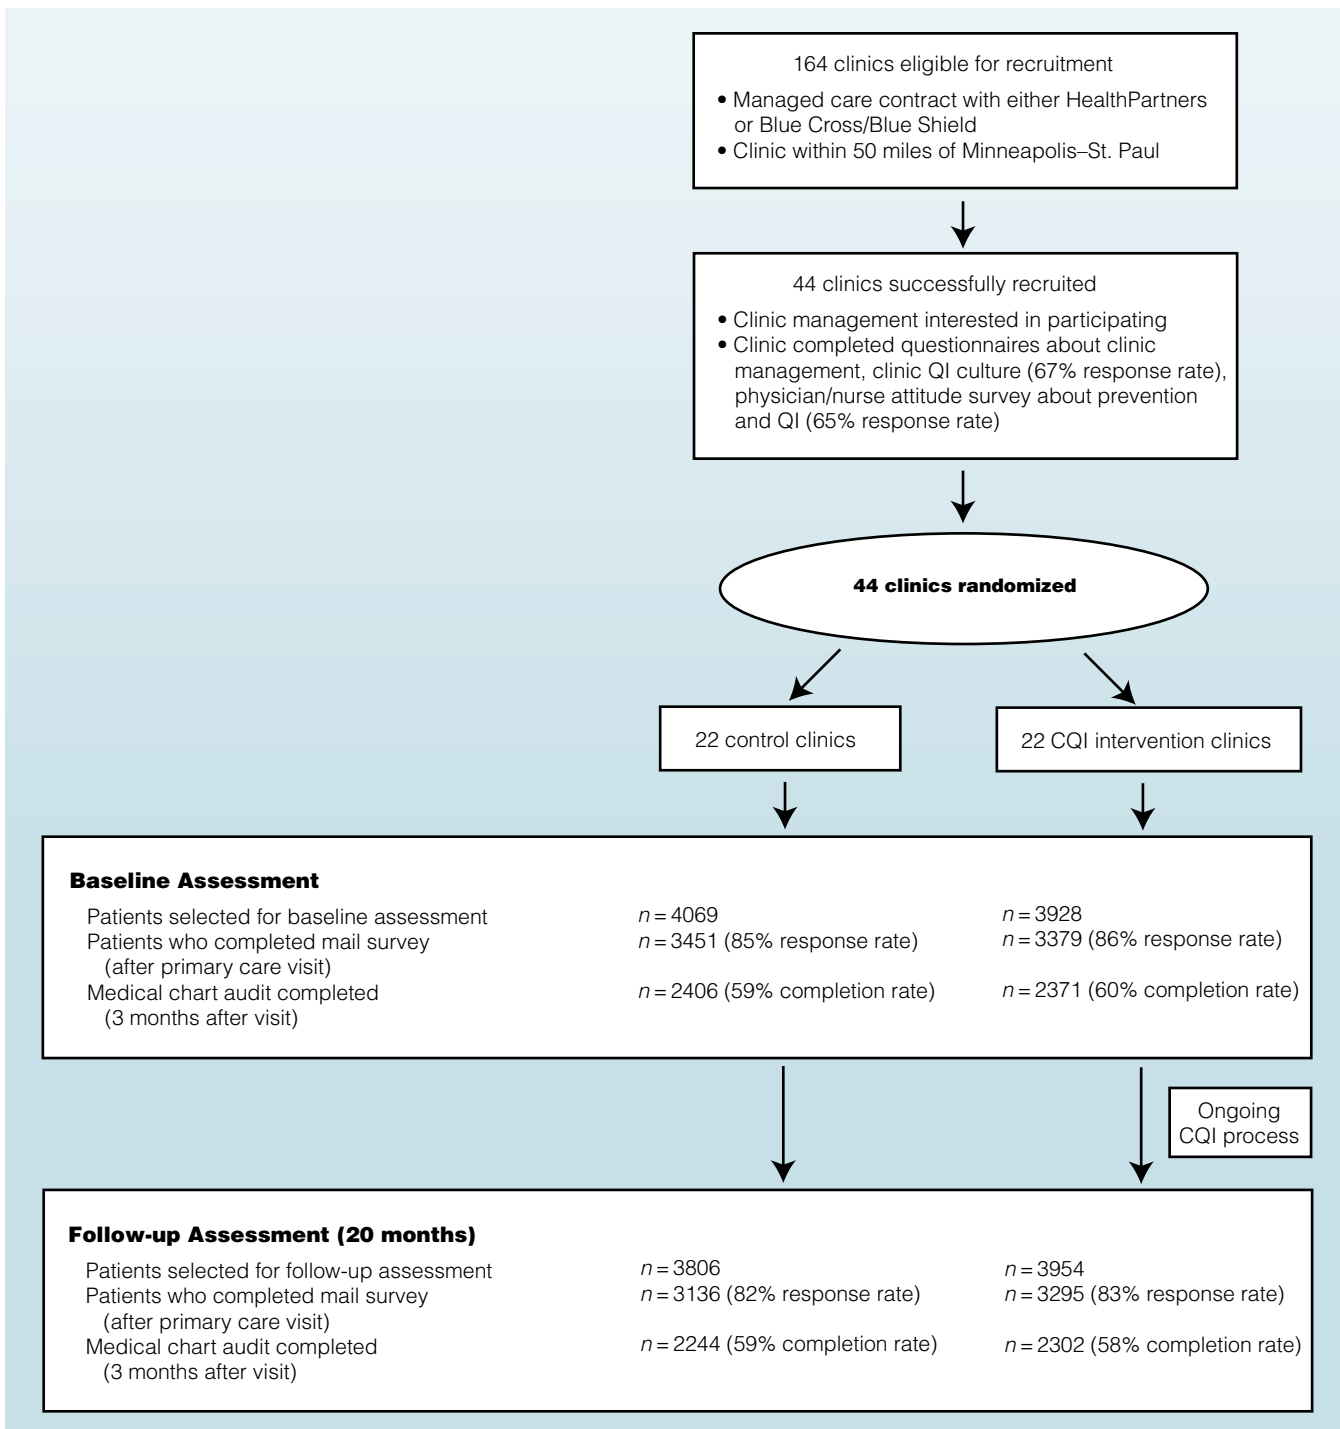 164 clinics eligible for recruitment
• Managed care contract with either HealthPartners
or Blue Cross/Blue Shield
• Clinic within 50 miles of Minneapolis–St. Paul
44 clinics successfully recruited
• Clinic management interested in participating
• Clinic completed questionnaires about clinic
management, clinic QI culture (67% response rate),
physician/nurse attitude survey about prevention
and QI (65% response rate)
44 clinics randomized
22 control clinics
22 CQI intervention clinics
Baseline Assessment
Patients selected for baseline assessment n = 4069 n = 3928
Patients who completed mail survey n = 3451 (85% response rate) n = 3379 (86% response rate)
(after primary care visit)
Medical chart audit completed n = 2406 (59% completion rate) n = 2371 (60% completion rate)
(3 months after visit)
Ongoing
CQI process
Follow-up Assessment (20 months)
Patients selected for follow-up assessment n = 3806 n = 3954
Patients who completed mail survey n = 3136 (82% response rate) n = 3295 (83% response rate)
(after primary care visit)
Medical chart audit completed n = 2244 (59% completion rate) n = 2302 (58% completion rate)
(3 months after visit)